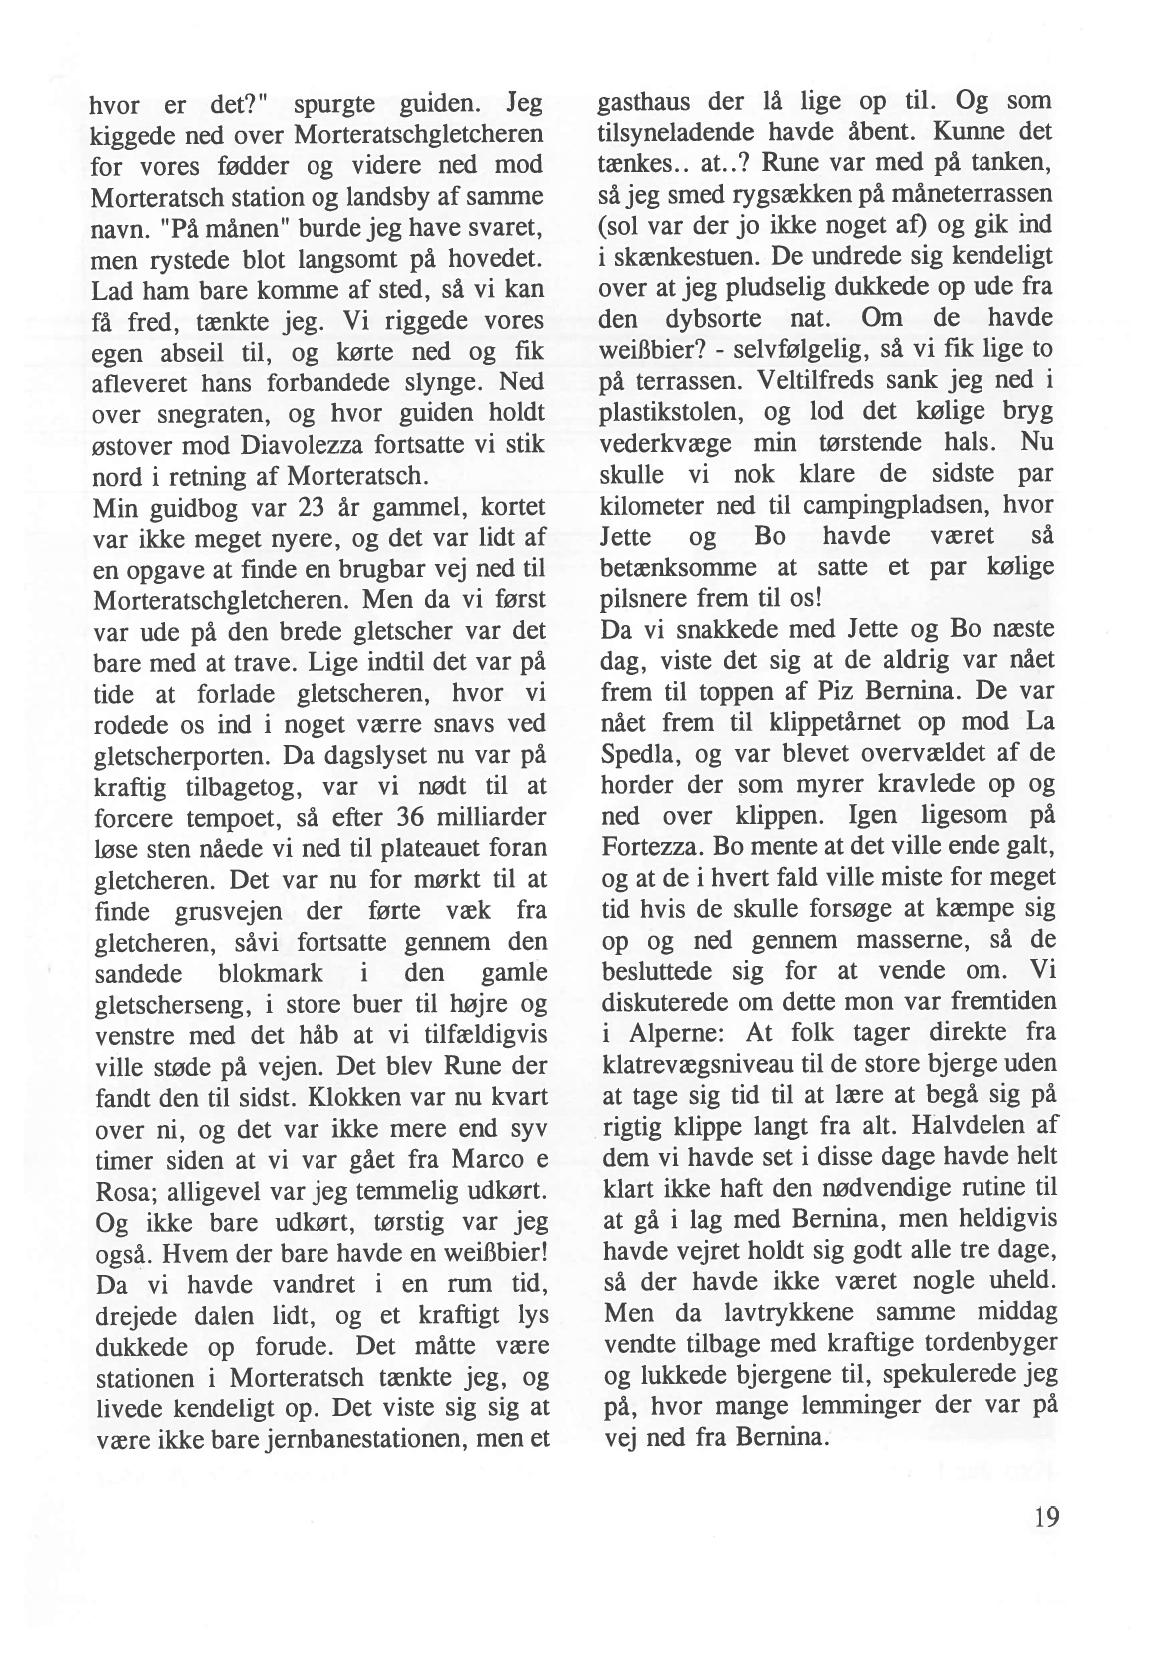 hvor er det?" spurgte guiden. Jeg
kiggede ned over Morteratschgletcheren
for vores fødder og videre ned mod
Morteratsch station og landsby af samme
navn. "På månen" burde jeg have svaret,
men rystede blot langsomt på hovedet.
Lad ham bare komme af sted, så vi kan
få fred, tænkte jeg. Vi riggede vores
egen abseil til, og kørte ned og fik
afleveret hans forbandede slynge. Ned
over snegraten, og hvor guiden holdt
østover mod Diavolezza fortsatte vi stik
nord i retning af Morteratsch.
Min guidbog var 23 år gammel, kortet
var ikke meget nyere, og det var lidt af
en opgave at finde en brugbar vej ned til
Morteratschgletcheren. Men da vi først
var ude på den brede gletscher var det
bare med at trave. Lige indtil det var på
tide at forlade gletscheren, hvor vi
rodede os ind i noget værre snavs ved
gletscherporten. Da dagslyset nu var på
kraftig tilbagetog, var vi nødt til at
forcere tempoet, så efter 36 milliarder
løse sten nåede vi ned til plateauet foran
gletcheren. Det var nu for mørkt til at
finde grusvejen der førte væk fra
gletcheren, såvi fortsatte gennem den
sandede blokmark i den gamle
gletscherseng, i store buer til højre og
venstre med det håb at vi tilfældigvis
ville støde på vejen. Det blev Rune der
fandt den til sidst. Klokken var nu kvart
over ni, og det var ikke mere end syv
timer siden at vi var gået fra Marco e
Rosa; alligevel var jeg temmelig udkørt.
Og ikke bare udkørt, tørstig var jeg
også. Hvem der bare havde en weißbier!
Da vi havde vandret i en rum tid,
drejede dalen lidt, og et kraftigt lys
dukkede op forude. Det måtte være
stationen i Morteratsch tænkte jeg, og
livede kendeligt op. Det viste sig sig at
være ikke bare jernbanestationen, men et
gasthaus der lå lige op til. Og som
tilsyneladende havde åbent. Kunne det
tænkes.. at..? Rune var med på tanken,
så jeg smed rygsækken på måneterrassen
(sol var der jo ikke noget af) og gik ind
i skænkestuen. De undrede sig kendeligt
over at jeg pludselig dukkede op ude fra
den dybsorte nat. Om de havde
weißbier? - selvfølgelig, så vi fik lige to
på terrassen. Veltilfreds sank jeg ned i
plastikstolen, og lod det kølige bryg
vederkvæge min tørstende hals. Nu
skulle vi nok klare de sidste par
kilometer ned til campingpladsen, hvor
Jette og Bo havde været så
betænksomme at satte et par kølige
pilsnere frem til os!
Da vi snakkede med Jette og Bo næste
dag, viste det sig at de aldrig var nået
frem til toppen af Piz Bernina. De var
nået frem til klippetårnet op mod La
Spedla, og var blevet overvældet af de
horder der som myrer kravlede op og
ned over klippen. Igen ligesom på
Fortezza. Bo mente at det ville ende galt,
og at de i hvert fald ville miste for meget
tid hvis de skulle forsøge at kæmpe sig
op og ned gennem masserne, så de
besluttede sig for at vende om. Vi
diskuterede om dette mon var fremtiden
i Alperne: At folk tager direkte fra
klatrevægsniveau til de store bjerge uden
at tage sig tid til at lære at begå sig på
rigtig klippe langt fra alt. Halvdelen af
dem vi havde set i disse dage havde helt
klart ikke haft den nødvendige rutine til
at gå i lag med Bernina, men heldigvis
havde vejret holdt sig godt alle tre dage,
så der havde ikke været nogle uheld.
Men da lavtrykkene samme middag
vendte tilbage med kraftige tordenbyger
og lukkede bjergene til, spekulerede jeg
på, hvor mange lemminger der var på
vej ned fra Bernina.
19